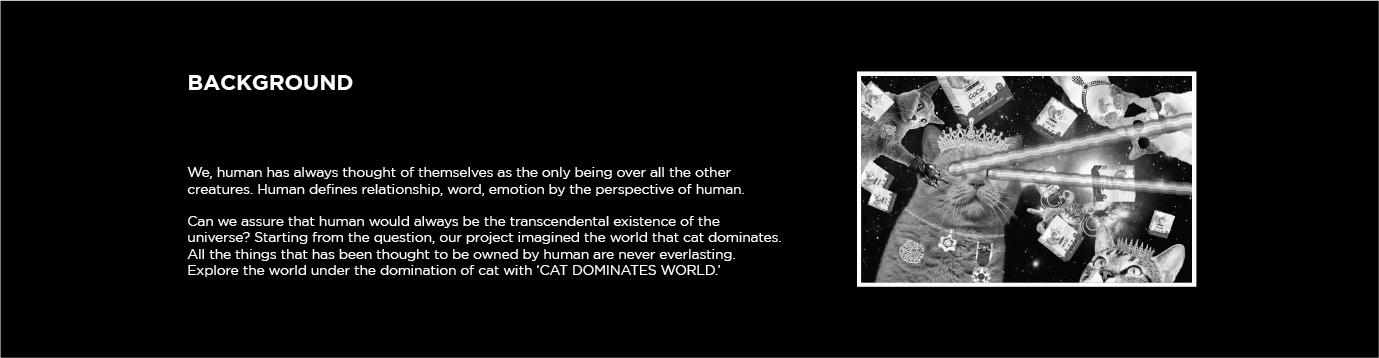 BACKGROUND
We, human has always thought of themselves as the only being over all the other
creatures. Human defines relationship, word, emotion by the perspective of human.
Can we assure that human would always be the transcendental existence of the
universe? Starting from the question, our project imagined the world that cat dominates.
All the things that has been thought to be owned by human are never everlasting.
Explore the world under the domination of cat with ‘CAT DOMINATES WORLD.’